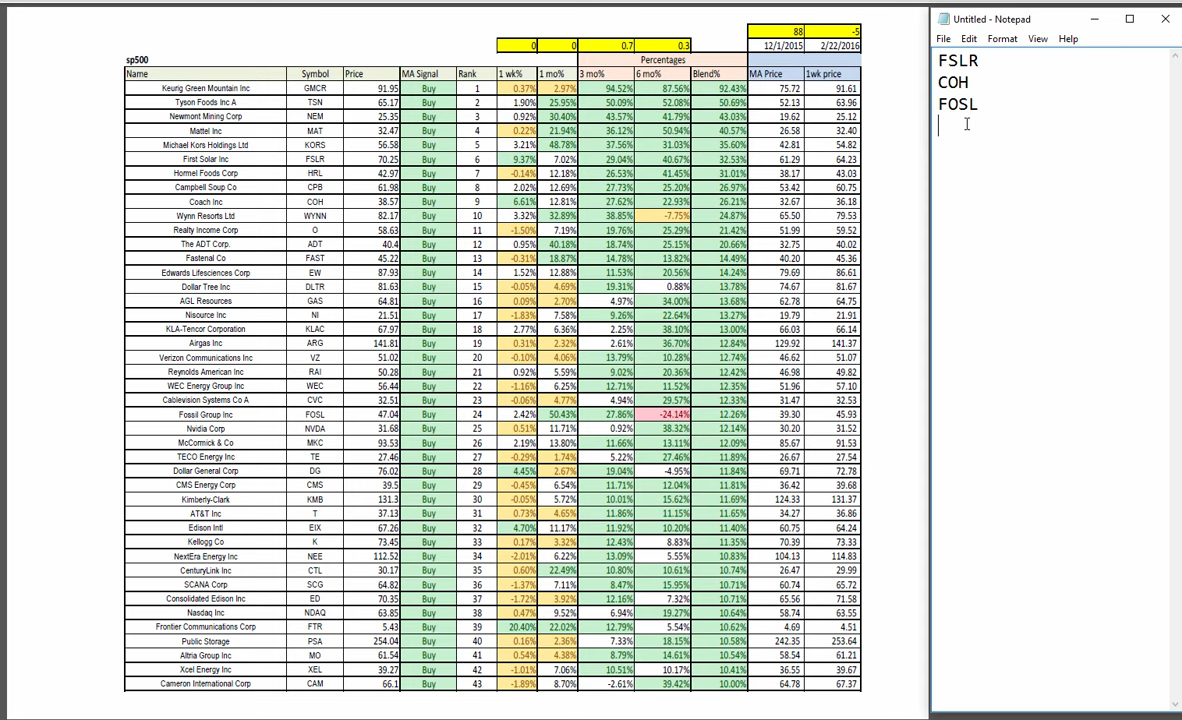 88 -5
0 0 0.7 0.3 12/1/2015 2/22/2016
sp500 Percentages
Name Symbol Price MA Signal Rank 1 wk% 1 mo% 3 mo% 6 mo% Blend% MA Price 1wk price
Keurig Green Mountain Inc GMCR 91.95 Buy 1 0.37% 2.97% 94.52% 87.56% 92.43% 75.72 91.61
Tyson Foods Inc A TSN 65.17 Buy 2 1.90% 25.95% 50.09% 52.08% 50.69% 52.13 63.96
Newmont Mining Corp NEM 25.35 Buy 3 0.92% 30.40% 43.57% 41.79% 43.03% 19.62 25.12
Mattel Inc MAT 32.47 Buy 4 0.22% 21.94% 36.12% 50.94% 40.57% 26.58 32.40
Michael Kors Holdings Ltd KORS 56.58 Buy 5 3.21% 48.78% 37.56% 31.03% 35.60% 42.81 54.82
First Solar Inc FSLR 70.25 Buy 6 9.37% 7.02% 29.04% 40.67% 32.53% 61.29 64.23
Hormel Foods Corp HRL 42.97 Buy 7 -0.14% 12.18% 26.53% 41.45% 31.01% 38.17 43.03
Campbell Soup Co CPB 61.98 Buy 8 2.02% 12.69% 27.73% 25.20% 26.97% 53.42 60.75
Coach Inc COH 38.57 Buy 9 6.61% 12.81% 27.62% 22.93% 26.21% 32.67 36.18
Wynn Resorts Ltd WYNN 82.17 Buy 10 3.32% 32.89% 38.85% -7.75% 24.87% 65.50 79.53
Realty Income Corp O 58.63 Buy 11 -1.50% 7.19% 19.76% 25.29% 21.42% 51.99 59.52
The ADT Corp. ADT 40.4 Buy 12 0.95% 40.18% 18.74% 25.15% 20.66% 32.75 40.02
Fastenal Co FAST 45.22 Buy 13 -0.31% 18.87% 14.78% 13.82% 14.49% 40.20 45.36
Edwards Lifesciences Corp EW 87.93 Buy 14 1.52% 12.88% 11.53% 20.56% 14.24% 79.69 86.61
Dollar Tree Inc DLTR 81.63 Buy 15 -0.05% 4.69% 19.31% 0.88% 13.78% 74.67 81.67
AGL Resources GAS 64.81 Buy 16 0.09% 2.70% 4.97% 34.00% 13.68% 62.78 64.75
Nisource Inc NI 21.51 Buy 17 -1.83% 7.58% 9.26% 22.64% 13.27% 19.79 21.91
KLA-Tencor Corporation KLAC 67.97 Buy 18 2.77% 6.36% 2.25% 38.10% 13.00% 66.03 66.14
Airgas Inc ARG 141.81 Buy 19 0.31% 2.32% 2.61% 36.70% 12.84% 129.92 141.37
Verizon Communications Inc VZ 51.02 Buy 20 -0.10% 4.06% 13.79% 10.28% 12.74% 46.62 51.07
Reynolds American Inc RAI 50.28 Buy 21 0.92% 5.59% 9.02% 20.36% 12.42% 46.98 49.82
WEC Energy Group Inc WEC 56.44 Buy 22 -1.16% 6.25% 12.71% 11.52% 12.35% 51.96 57.10
Cablevision Systems Co A CVC 32.51 Buy 23 -0.06% 4.77% 4.94% 29.57% 12.33% 31.47 32.53
Fossil Group Inc FOSL 47.04 Buy 24 2.42% 50.43% 27.86% -24.14% 12.26% 39.30 45.93
Nvidia Corp NVDA 31.68 Buy 25 0.51% 11.71% 0.92% 38.32% 12.14% 30.20 31.52
McCormick & Co MKC 93.53 Buy 26 2.19% 13.80% 11.66% 13.11% 12.09% 85.67 91.53
TECO Energy Inc TE 27.46 Buy 27 -0.29% 1.74% 5.22% 27.46% 11.89% 26.67 27.54
Dollar General Corp DG 76.02 Buy 28 4.45% 2.67% 19.04% -4.95% 11.84% 69.71 72.78
CMS Energy Corp CMS 39.5 Buy 29 -0.45% 6.54% 11.71% 12.04% 11.81% 36.42 39.68
Kimberly-Clark KMB 131.3 Buy 30 -0.05% 5.72% 10.01% 15.62% 11.69% 124.33 131.37
AT&T Inc T 37.13 Buy 31 0.73% 4.65% 11.86% 11.15% 11.65% 34.27 36.86
Edison Intl EIX 67.26 Buy 32 4.70% 11.17% 11.92% 10.20% 11.40% 60.75 64.24
Kellogg Co K 73.45 Buy 33 0.17% 3.32% 12.43% 8.83% 11.35% 70.39 73.33
NextEra Energy Inc NEE 112.52 Buy 34 -2.01% 6.22% 13.09% 5.55% 10.83% 104.13 114.83
CenturyLink Inc CTL 30.17 Buy 35 0.60% 22.49% 10.80% 10.61% 10.74% 26.47 29.99
SCANA Corp SCG 64.82 Buy 36 -1.37% 7.11% 8.47% 15.95% 10.71% 60.74 65.72
Consolidated Edison In ED 70.35 Buy 37 -1.72% 3.92% 12.16% 7.32% 10.71% 65.56 71.58
Nasdaq Inc NDAQ 63.85 Buy 38 0.47% 9.52% 6.94% 19.27% 10.64% 58.74 63.55
Frontier Communications Corp FTR 5.43 Buy 39 20.40% 22.02% 12.79% 5.54% 10.62% 4.69 4.51
Public Storage PSA 254.04 Buy 40 0.16% 2.36% 7.33% 18.15% 10.58% 242.35 253.64
Altria Group Inc MO 61.54 Buy 41 0.54% 4.38% 8.79% 14.61% 10.54% 58.54 61.21
Xcel Energy Inc XEL 39.27 Buy 42 -1.01% 7.06% 10.51% 10.17% 10.41% 36.55 39.67
Cameron International Corp CAM 66.1 Buy 43 -1.89% 8.70% -2.61% 39.42% 10.00% 64.78 67.37
Untitled - Notepad
File Edit Format View Help
FSLR
COH
FOSL